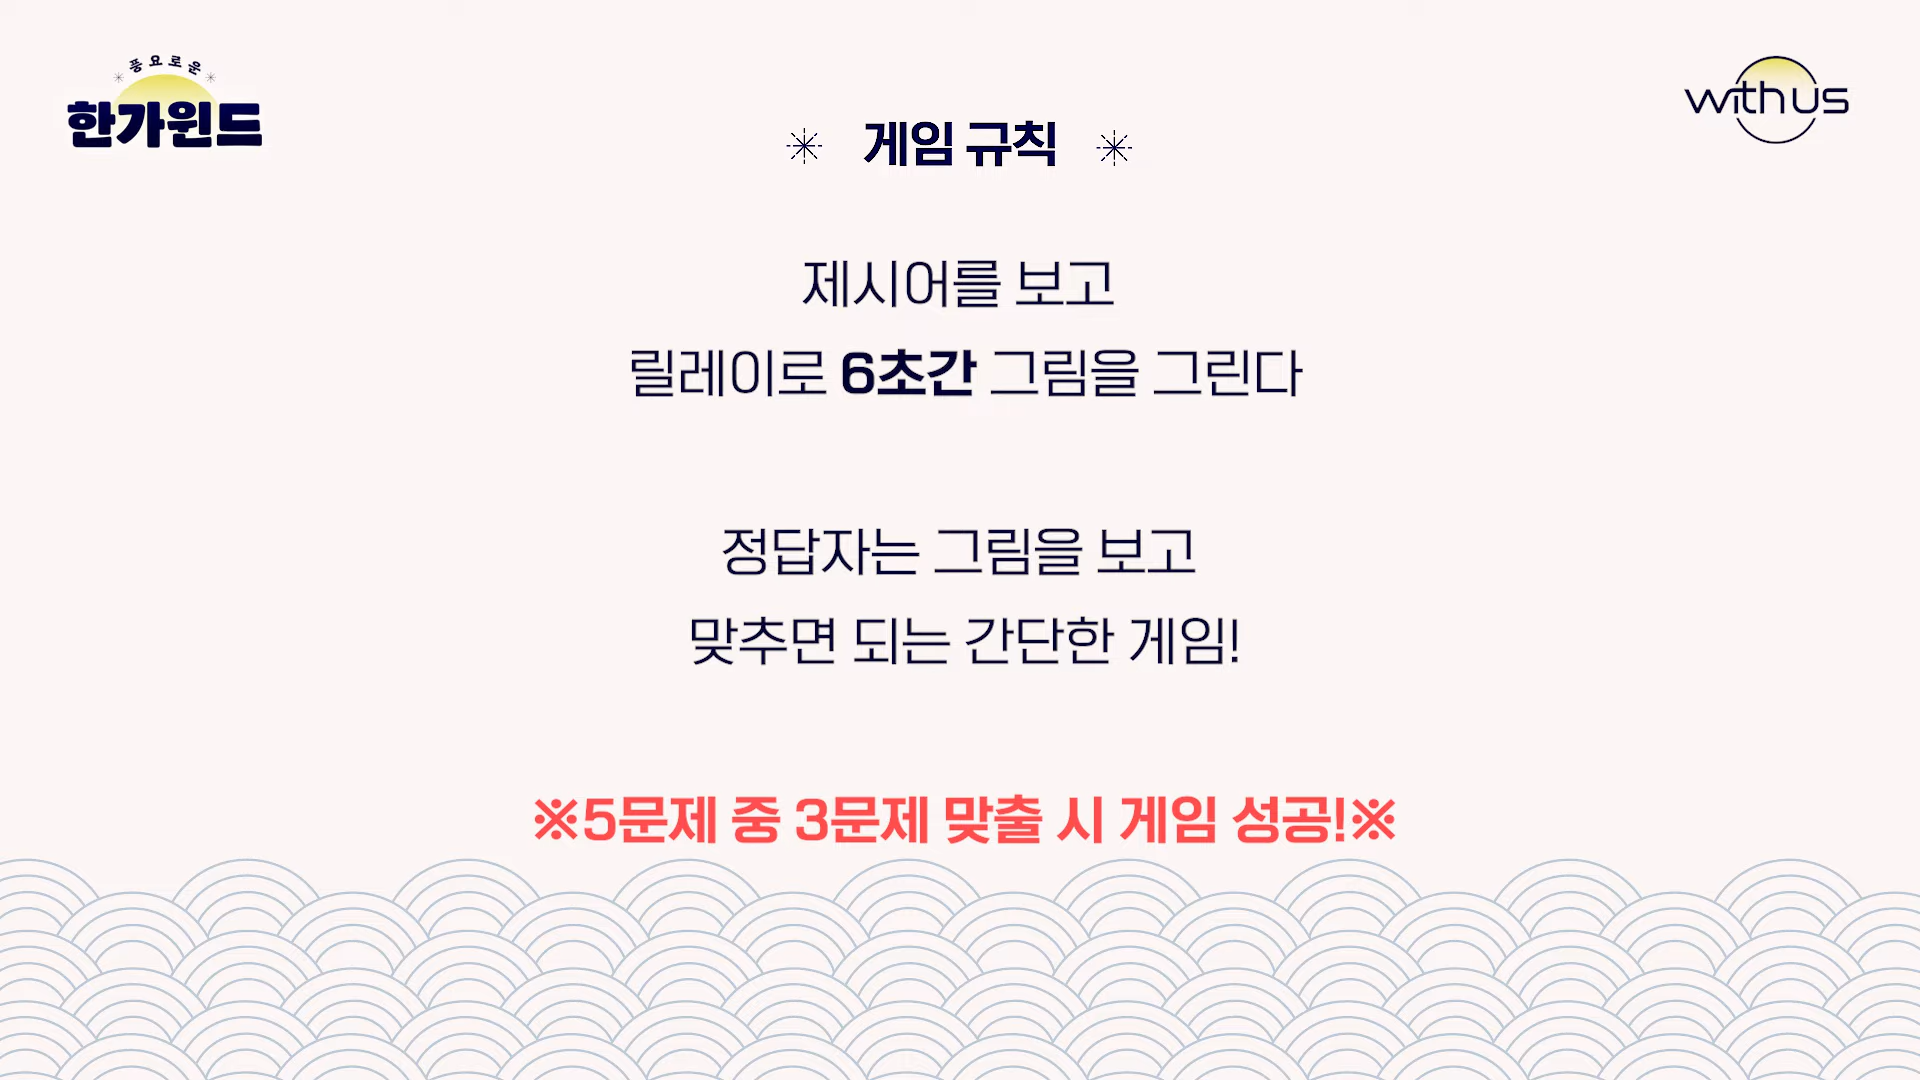 풍요로운
한가윈드
with us
게임 규칙
제시어를 보고
릴레이로 6초간 그림을 그린다
정답자는 그림을 보고
맞추면 되는 간단한 게임!
※5문제 중 3문제 맞출 시 게임 성공!※